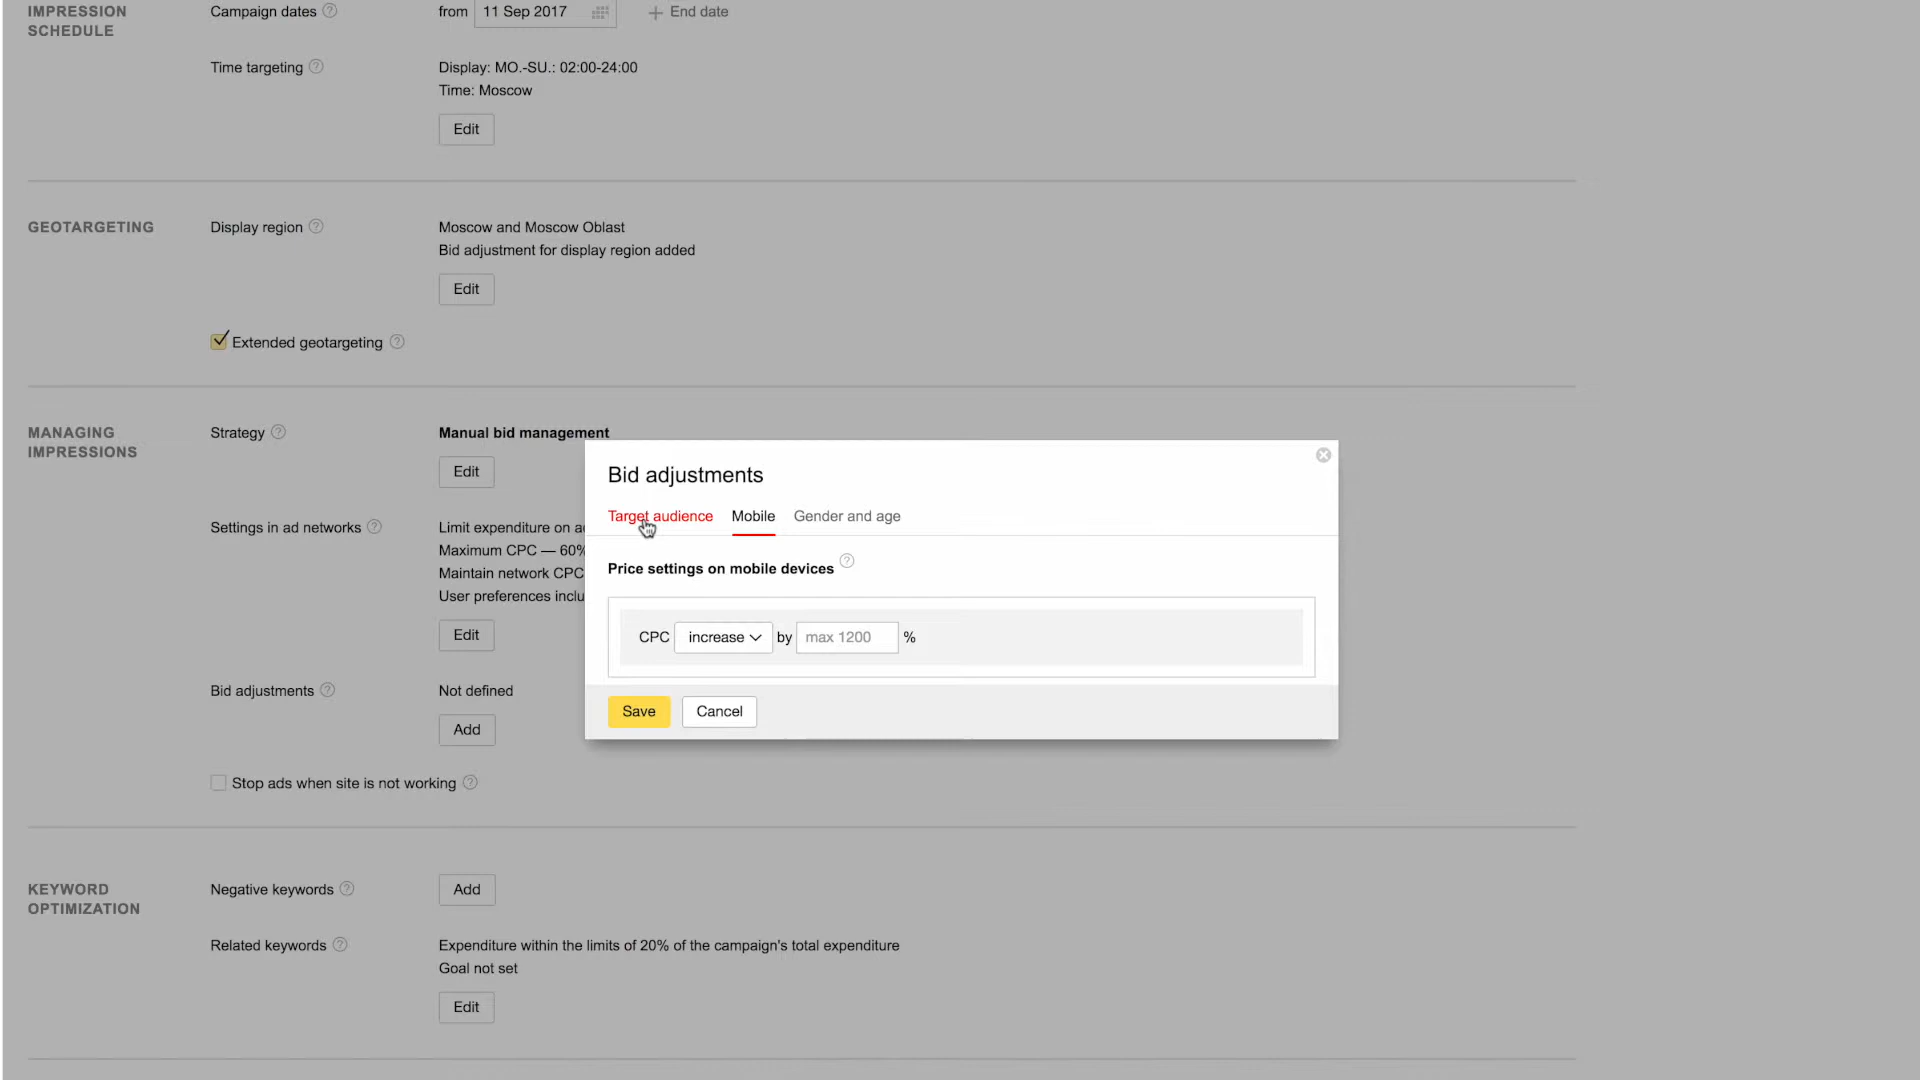 IMPRESSION
SCHEDULE
Campaign dates ?
from 11 Sep 2017
+ End date
Time targeting ?
Display: MO.-SU.: 02:00-24:00
Time: Moscow
Edit
GEOTARGETING
Display region ?
Moscow and Moscow Oblast
Bid adjustment for display region added
Edit
Extended geotargeting ?
MANAGING
IMPRESSIONS
Strategy ?
Manual bid management
Edit
Settings in ad networks ?
Limit expenditure on a
Maximum CPC — 60%
Maintain network CPC
User preferences inclu
Edit
Bid adjustments ?
Not defined
Add
Stop ads when site is not working ?
Bid adjustments
Target audience Mobile Gender and age
Price settings on mobile devices ?
CPC increase by max 1200 %
Save Cancel
KEYWORD
OPTIMIZATION
Negative keywords ?
Add
Related keywords ?
Expenditure within the limits of 20% of the campaign's total expenditure
Goal not set
Edit